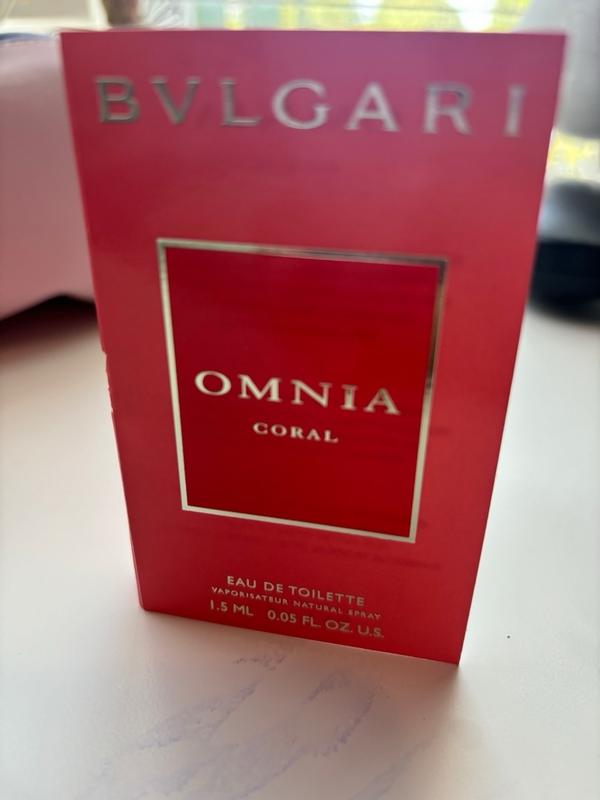 BVLGARI
OMNIA
CORAL
EAU DE TOILETTE
VAPORISATEUR NATURAL SPRAY
1.5 ML 0.05 FL. OZ. U.S.